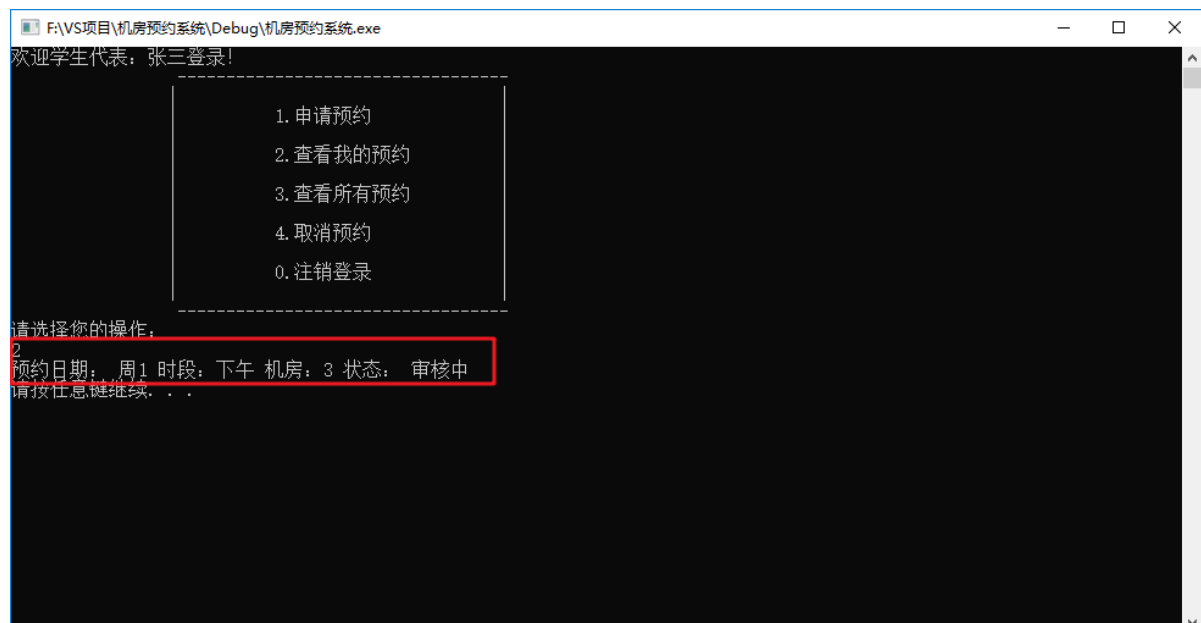 F:\VS项目\机房预约系统\Debug\机房预约系统.exe
欢迎学生代表：张三登录！
1.申请预约
2.查看我的预约
3.查看所有预约
4.取消预约
0.注销登录
请选择您的操作：
2
预约日期： 周1 时段：下午 机房：3 状态： 审核中
请按任意键继续. . .